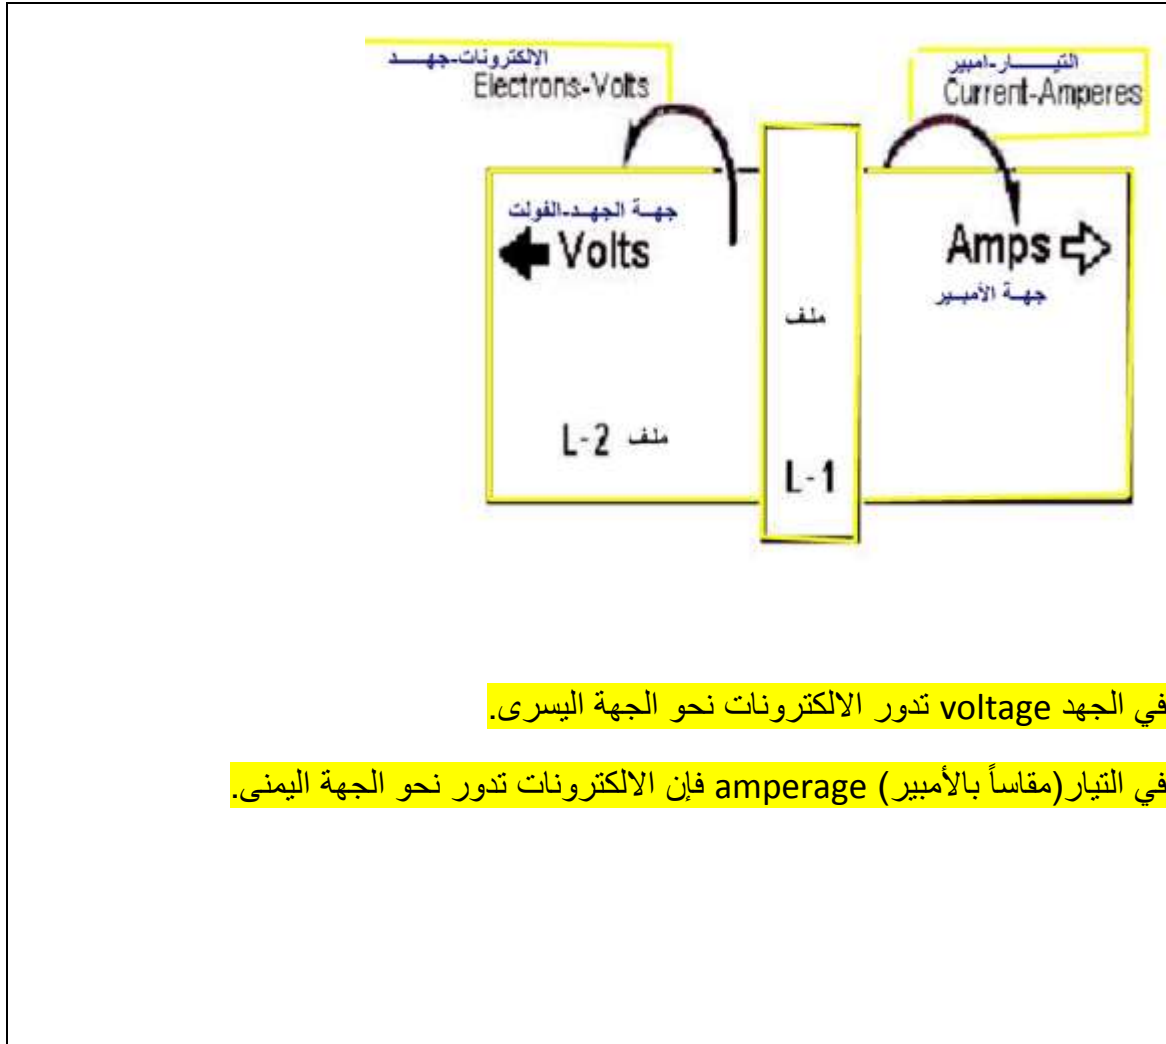 الإلكترونات-جهـــد
Electrons-Volts
التيـــــار-امبير
Current-Amperes
جهـة الجهـد-الفولت
Volts
Amps
جهـة الأمبـير
ملف
L-2 ملف
L-1
في الجهد voltage تدور الالكترونات نحو الجهة اليسرى.
في التيار(مقاساً بالأمبير) amperage فإن الالكترونات تدور نحو الجهة اليمنى.